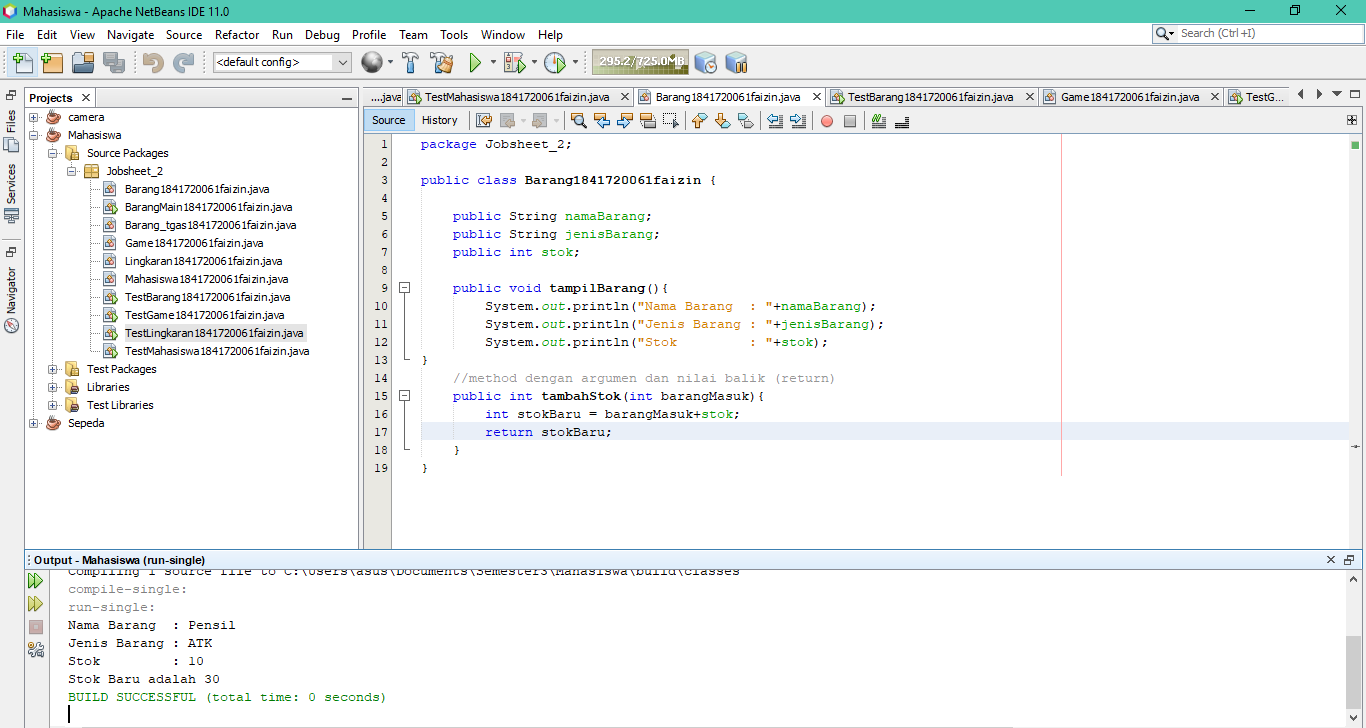 Mahasiswa - Apache NetBeans IDE 11.0
File Edit View Navigate Source Refactor Run Debug Profile Team Tools Window Help
Search (Ctrl+I)
<default config>
295.2/725.0MB
Files
Services
Navigator
Projects
camera
Mahasiswa
Source Packages
Jobsheet_2
Barang1841720061faizin.java
BarangMain1841720061faizin.java
Barang_tgas1841720061faizin.java
Game1841720061faizin.java
Lingkaran1841720061faizin.java
Mahasiswa1841720061faizin.java
TestBarang1841720061faizin.java
TestGame1841720061faizin.java
TestLingkaran1841720061faizin.java
TestMahasiswa1841720061faizin.java
Test Packages
Libraries
Test Libraries
Sepeda
....java TestMahasiswa1841720061faizin.java Barang1841720061faizin.java TestBarang1841720061faizin.java Game1841720061faizin.java TestG...
Source History
1 package Jobsheet_2;
2
3 public class Barang1841720061faizin {
4
5 public String namaBarang;
6 public String jenisBarang;
7 public int stok;
8
9 public void tampilBarang(){
10 System.out.println("Nama Barang  : "+namaBarang);
11 System.out.println("Jenis Barang : "+jenisBarang);
12 System.out.println("Stok         : "+stok);
13 }
14 //method dengan argumen dan nilai balik (return)
15 public int tambahStok(int barangMasuk){
16 int stokBaru = barangMasuk+stok;
17 return stokBaru;
18 }
19 }
Output - Mahasiswa (run-single)
Compiling 1 source file to C:\Users\asus\Documents\Semester3\Mahasiswa\build\classes
compile-single:
run-single:
Nama Barang  : Pensil
Jenis Barang : ATK
Stok         : 10
Stok Baru adalah 30
BUILD SUCCESSFUL (total time: 0 seconds)